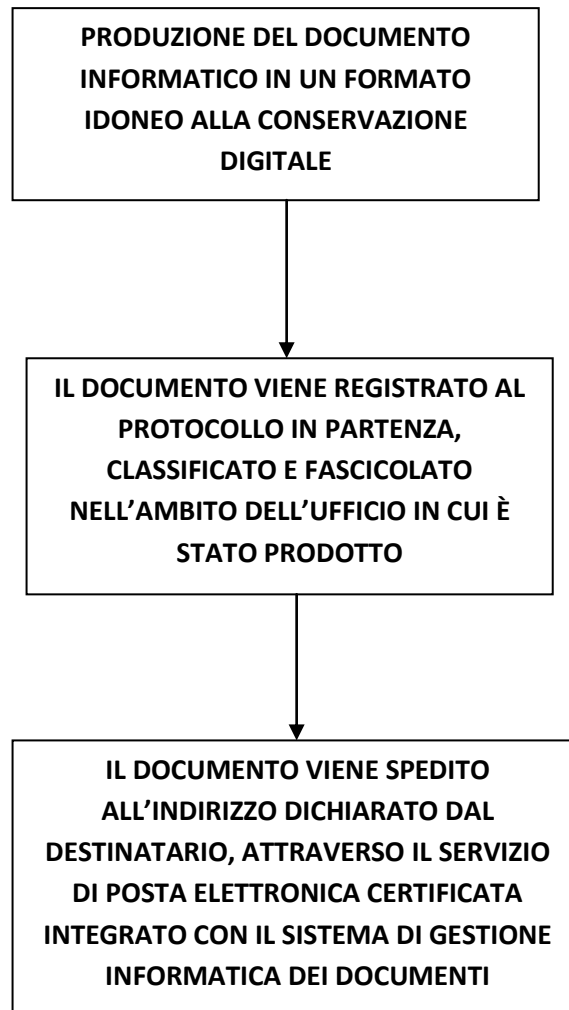 PRODUZIONE DEL DOCUMENTO
INFORMATICO IN UN FORMATO
IDONEO ALLA CONSERVAZIONE
DIGITALE
IL DOCUMENTO VIENE REGISTRATO AL
PROTOCOLLO IN PARTENZA,
CLASSIFICATO E FASCICOLATO
NELL’AMBITO DELL’UFFICIO IN CUI È
STATO PRODOTTO
IL DOCUMENTO VIENE SPEDITO
ALL’INDIRIZZO DICHIARATO DAL
DESTINATARIO, ATTRAVERSO IL SERVIZIO
DI POSTA ELETTRONICA CERTIFICATA
INTEGRATO CON IL SISTEMA DI GESTIONE
INFORMATICA DEI DOCUMENTI